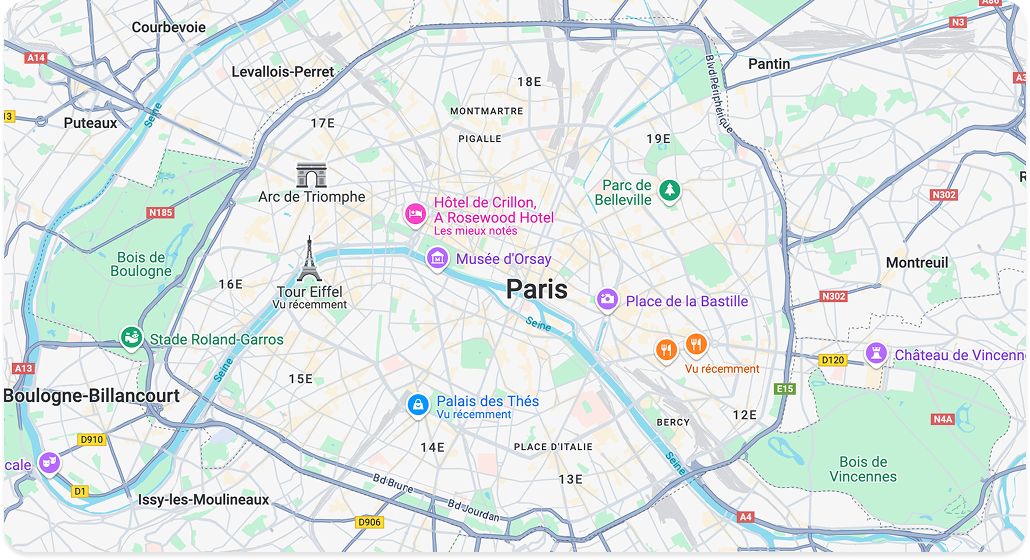 Courbevoie
A14
N3
A86
Levallois-Perret
Pantin
18E
Blvd Périphérique
Seine
Puteaux
13
MONTMARTRE
17E
PIGALLE
19E
Arc de Triomphe
Parc de
Belleville
N302
Hôtel de Crillon,
A Rosewood Hotel
Les mieux notés
N185
Bois de
Boulogne
Musée d'Orsay
Montreuil
16E
Tour Eiffel
Vu récemment
Paris
Place de la Bastille
N302
Seine
Stade Roland-Garros
Vu récemment
D120
Château de Vincenn
A13
Seine
15E
E15
Boulogne-Billancourt
Palais des Thés
Vu récemment
12E
BERCY
N4A
D910
14E
PLACE D'ITALIE
cale
Seine
Bois de
Vincennes
13E
D1
Issy-les-Moulineaux
Bd Brune
Bd Jourdan
D906
A4